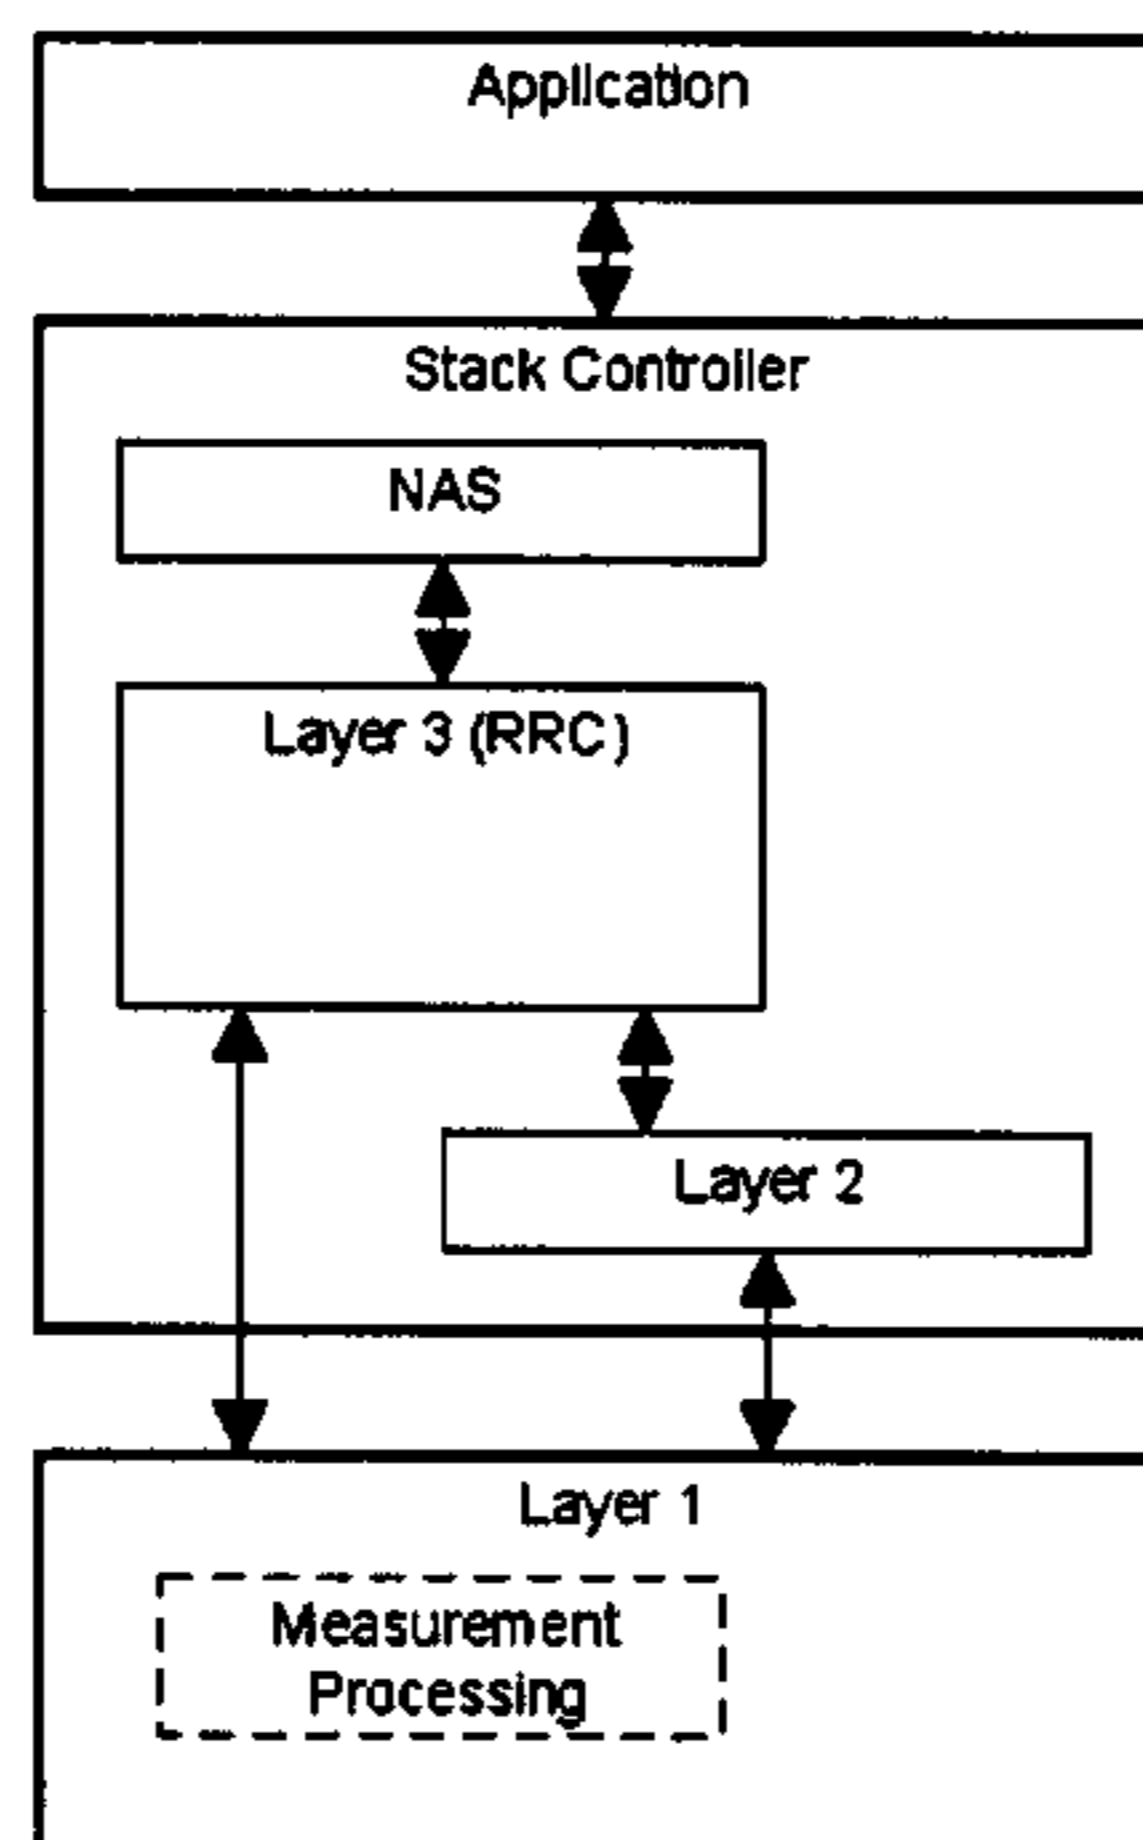 Application
Stack Controller
NAS
Layer 3 (RRC)
Layer 2
Layer 1
Measurement
Processing